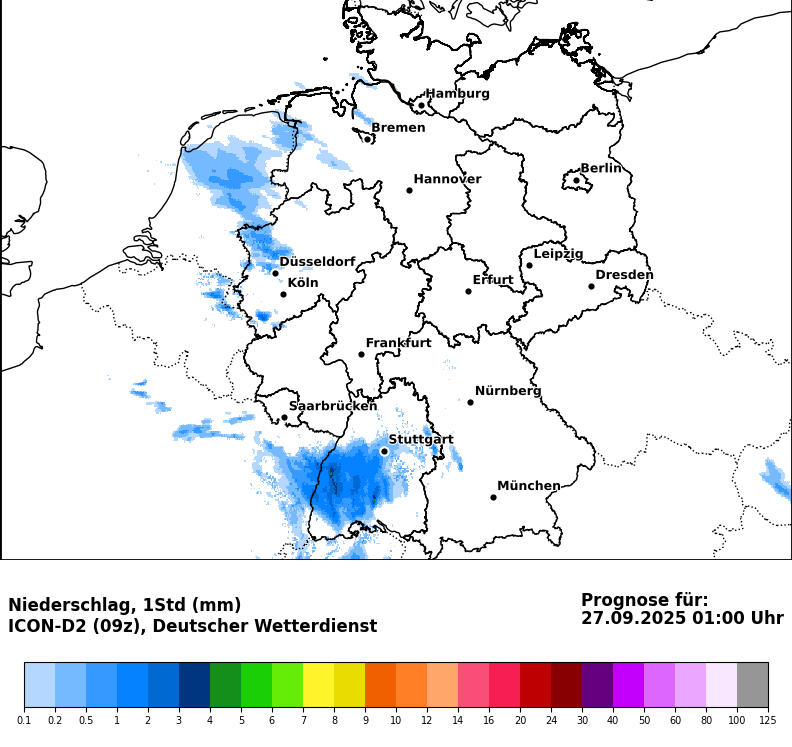 Hamburg
Bremen
Berlin
Hannover
Leipzig
Düsseldorf
Dresden
Köln
Erfurt
Frankfurt
Nürnberg
Saarbrücken
Stuttgart
München
Niederschlag, 1Std (mm)
ICON-D2 (09z), Deutscher Wetterdienst
Prognose für:
27.09.2025 01:00 Uhr
0.1 0.2 0.5 1 2 3 4 5 6 7 8 9 10 12 14 16 20 24 30 40 50 60 80 100 125